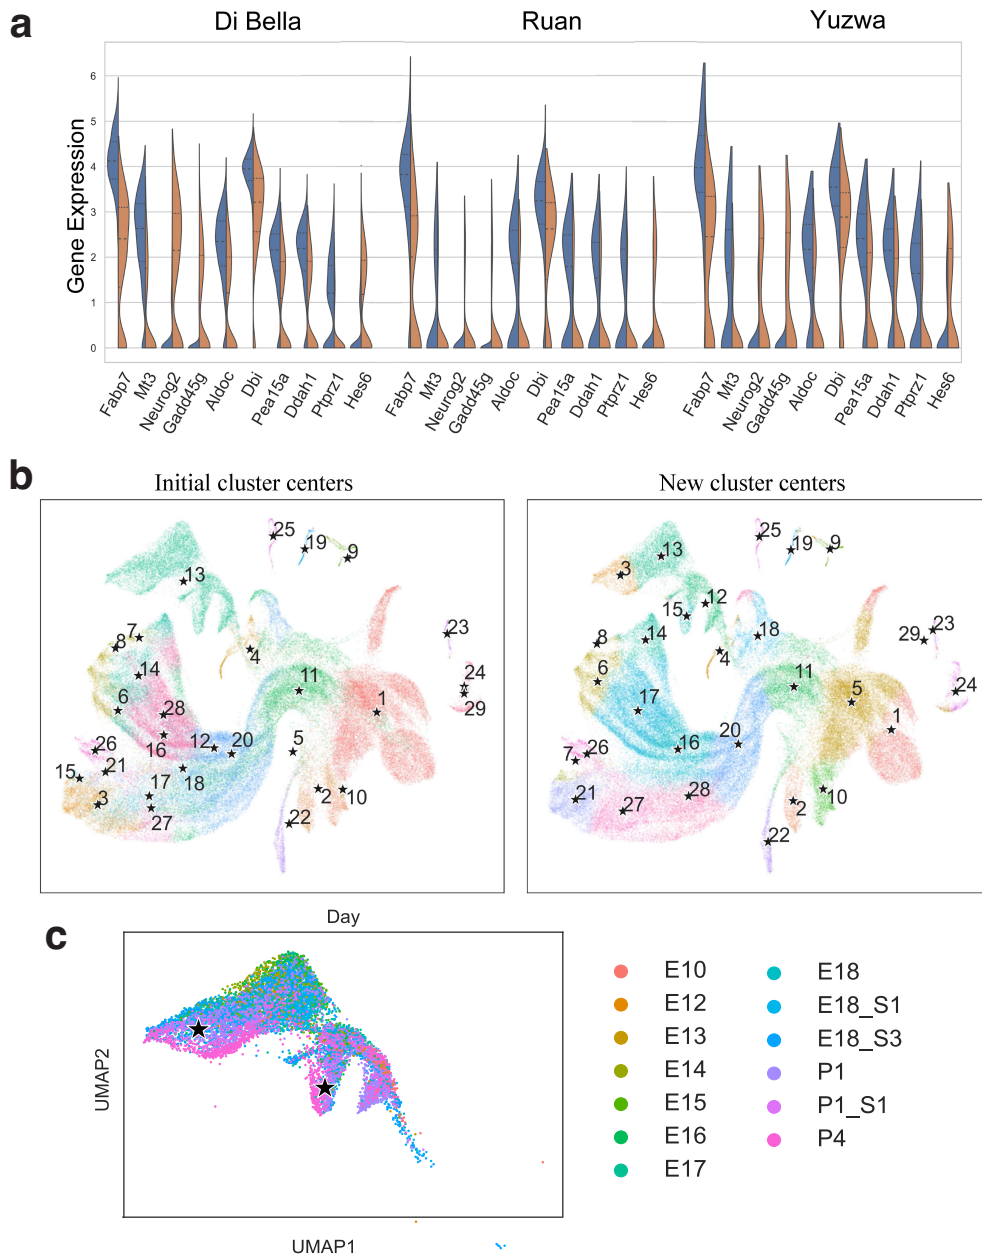 a
Di Bella Ruan Yuzwa
Gene Expression
6
5
4
3
2
1
0
Fabp7 Mt3 Neurog2 Gadd45g Aldoc Dbi Pea15a Ddah1 Ptprz1 Hes6
Fabp7 Mt3 Neurog2 Gadd45g Aldoc Dbi Pea15a Ddah1 Ptprz1 Hes6
Fabp7 Mt3 Neurog2 Gadd45g Aldoc Dbi Pea15a Ddah1 Ptprz1 Hes6
b
Initial cluster centers
25
19
9
13
7
8
4
23
14
11
24
6
28
1
29
16
12
20
5
26
21
18
15
17
3
27
2
10
22
New cluster centers
25
19
9
13
3
12
15
8
14
18
29
23
4
6
11
24
17
5
1
20
16
7
26
21
28
27
2
10
22
c
Day
UMAP2
UMAP1
E10
E12
E13
E14
E15
E16
E17
E18
E18_S1
E18_S3
P1
P1_S1
P4